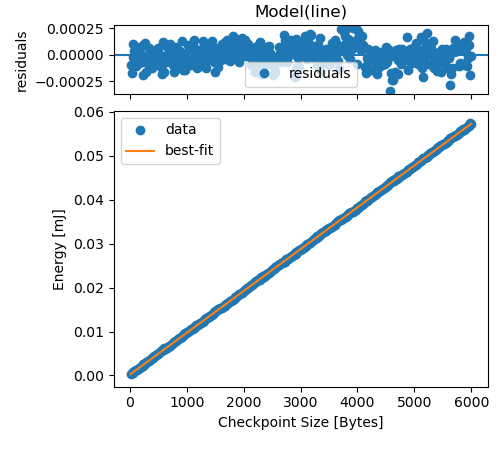 Model(line)
residuals
0.00025
0.00000
−0.00025
residuals
Energy [mJ]
0.06
0.05
0.04
0.03
0.02
0.01
0.00
data
best-fit
0 1000 2000 3000 4000 5000 6000
Checkpoint Size [Bytes]